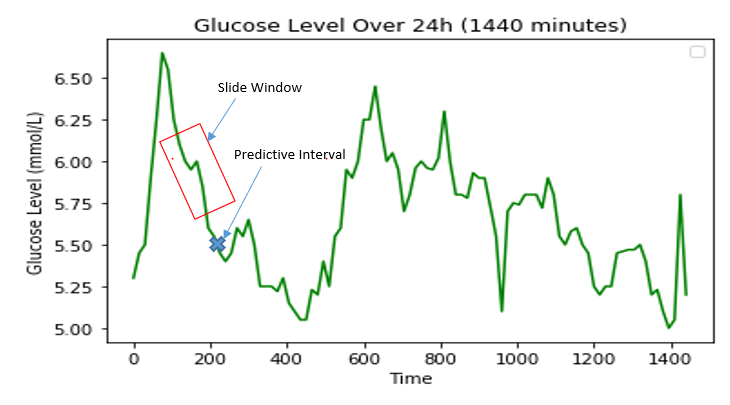 Glucose Level Over 24h (1440 minutes)
Glucose Level (mmol/L)
6.50
6.25
6.00
5.75
5.50
5.25
5.00
Slide Window
Predictive Interval
0 200 400 600 800 1000 1200 1400
Time